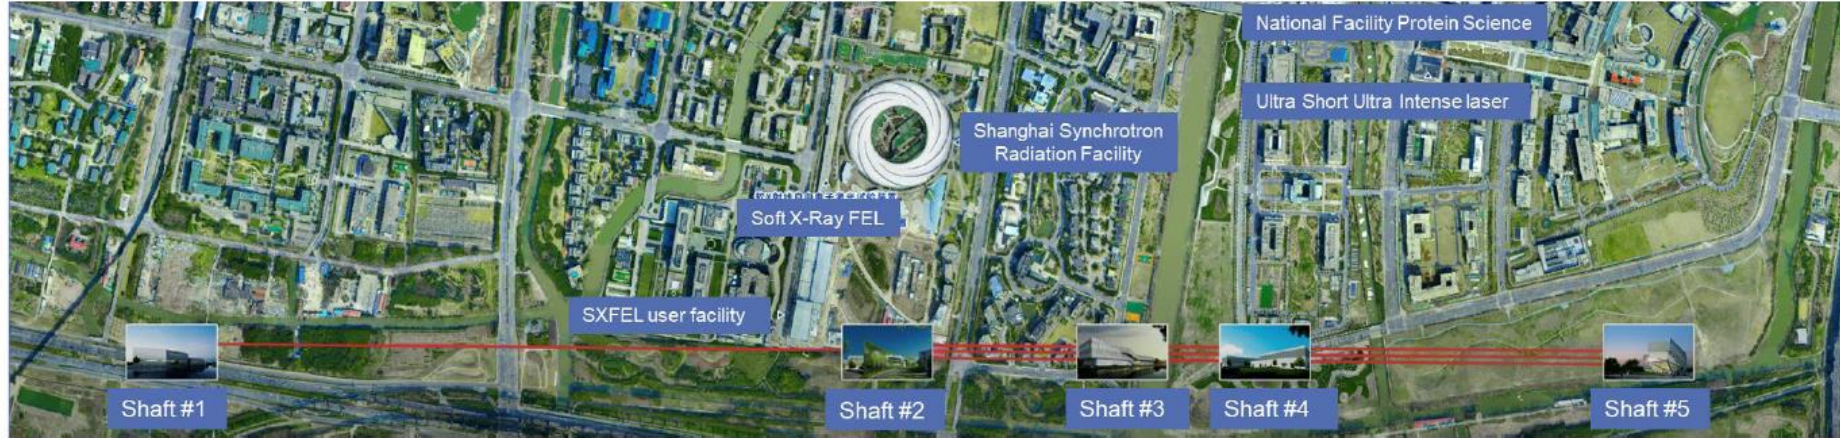 National Facility Protein Science
Ultra Short Ultra Intense laser
Shanghai Synchrotron
Radiation Facility
Soft X-Ray FEL
SXFEL user facility
Shaft #1
Shaft #2
Shaft #3
Shaft #4
Shaft #5